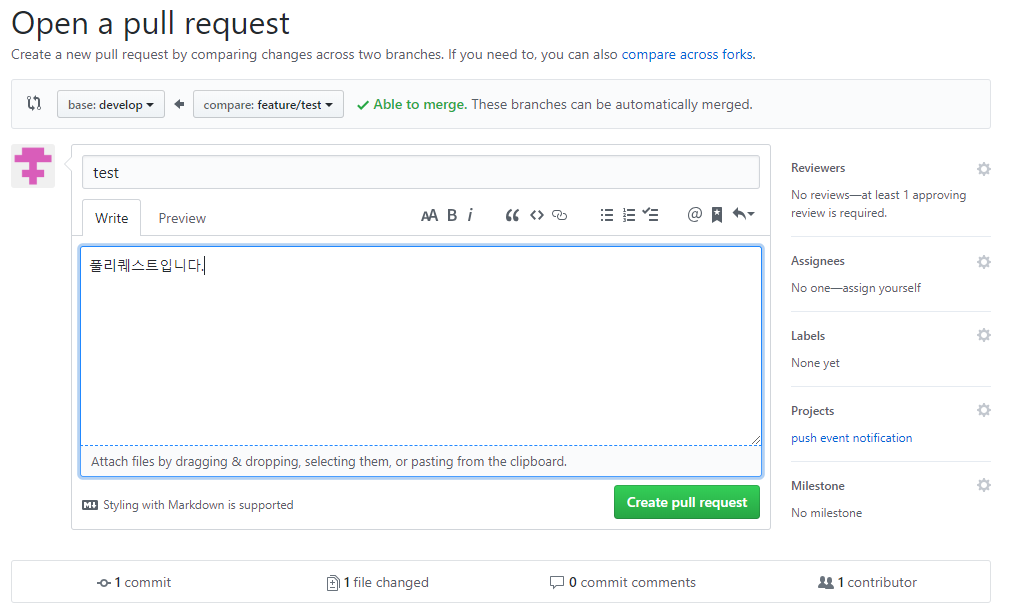 Open a pull request
Create a new pull request by comparing changes across two branches. If you need to, you can also compare across forks.
base: develop compare: feature/test Able to merge. These branches can be automatically merged.
test
Write Preview
AA B i @
풀리퀘스트입니다.
Attach files by dragging & dropping, selecting them, or pasting from the clipboard.
Styling with Markdown is supported
Create pull request
Reviewers
No reviews—at least 1 approving
review is required.
Assignees
No one—assign yourself
Labels
None yet
Projects
push event notification
Milestone
No milestone
1 commit 1 file changed 0 commit comments 1 contributor